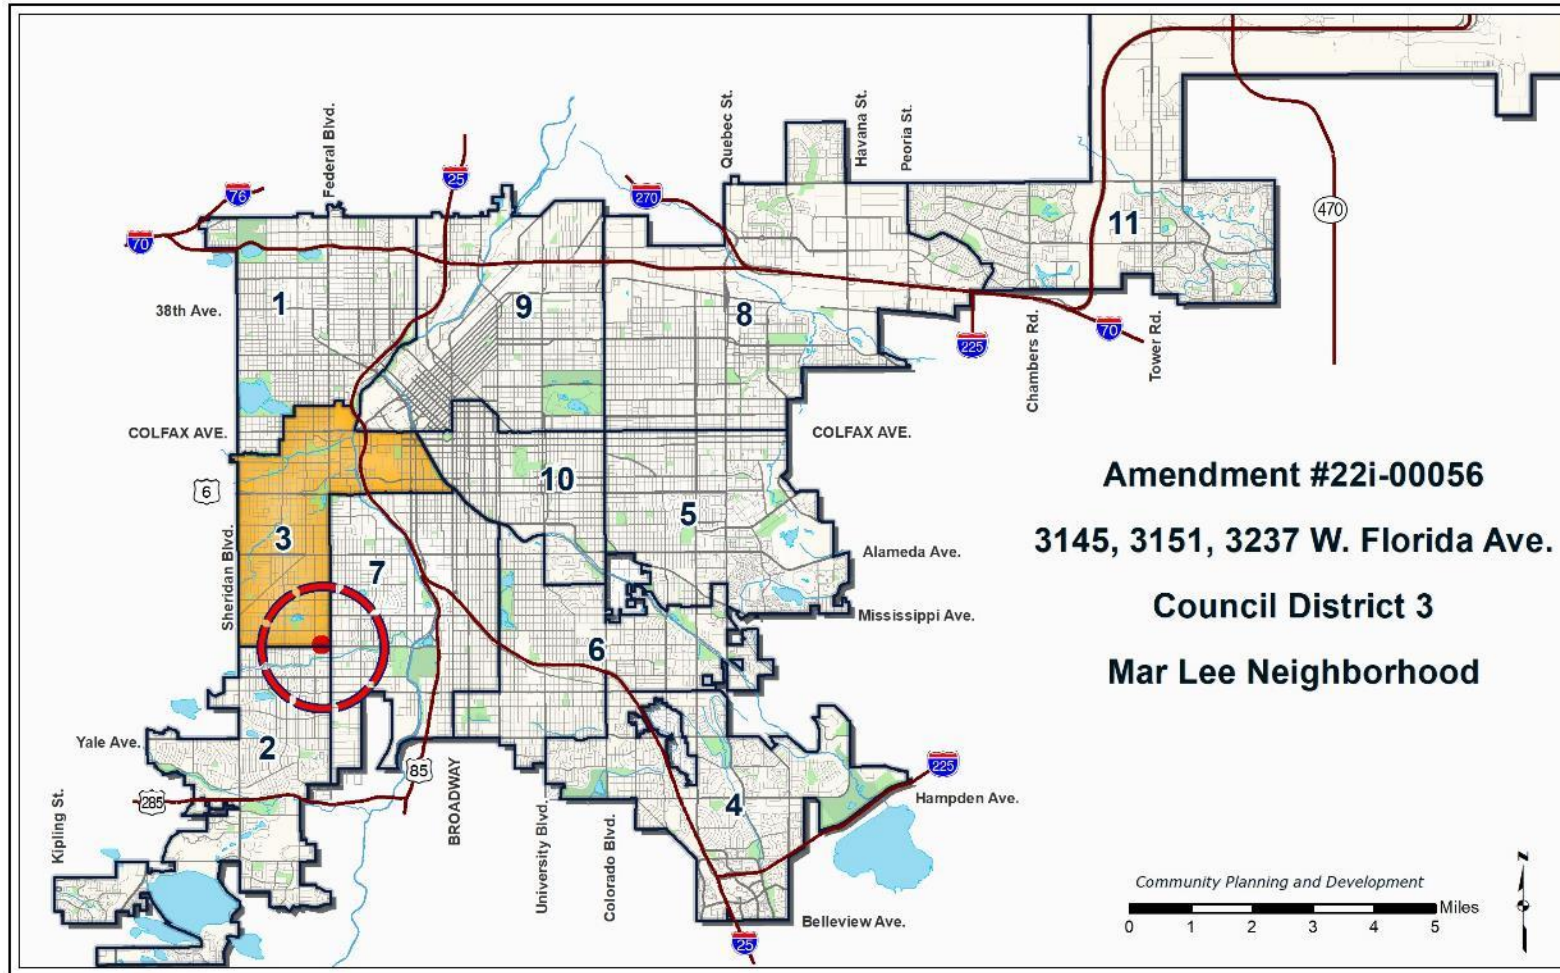 Federal Blvd.
Quebec St.
Havana St.
Peoria St.
76
25
270
70
470
11
1
9
8
38th Ave.
225
70
Chambers Rd.
Tower Rd.
COLFAX AVE.
COLFAX AVE.
6
10
5
3
7
Sheridan Blvd.
Alameda Ave.
Mississippi Ave.
6
Amendment #22i-00056
3145, 3151, 3237 W. Florida Ave.
Council District 3
Mar Lee Neighborhood
Yale Ave.
2
85
285
BROADWAY
225
4
Hampden Ave.
Kipling St.
University Blvd.
Colorado Blvd.
Belleview Ave.
25
Community Planning and Development
Miles
0 1 2 3 4 5
N